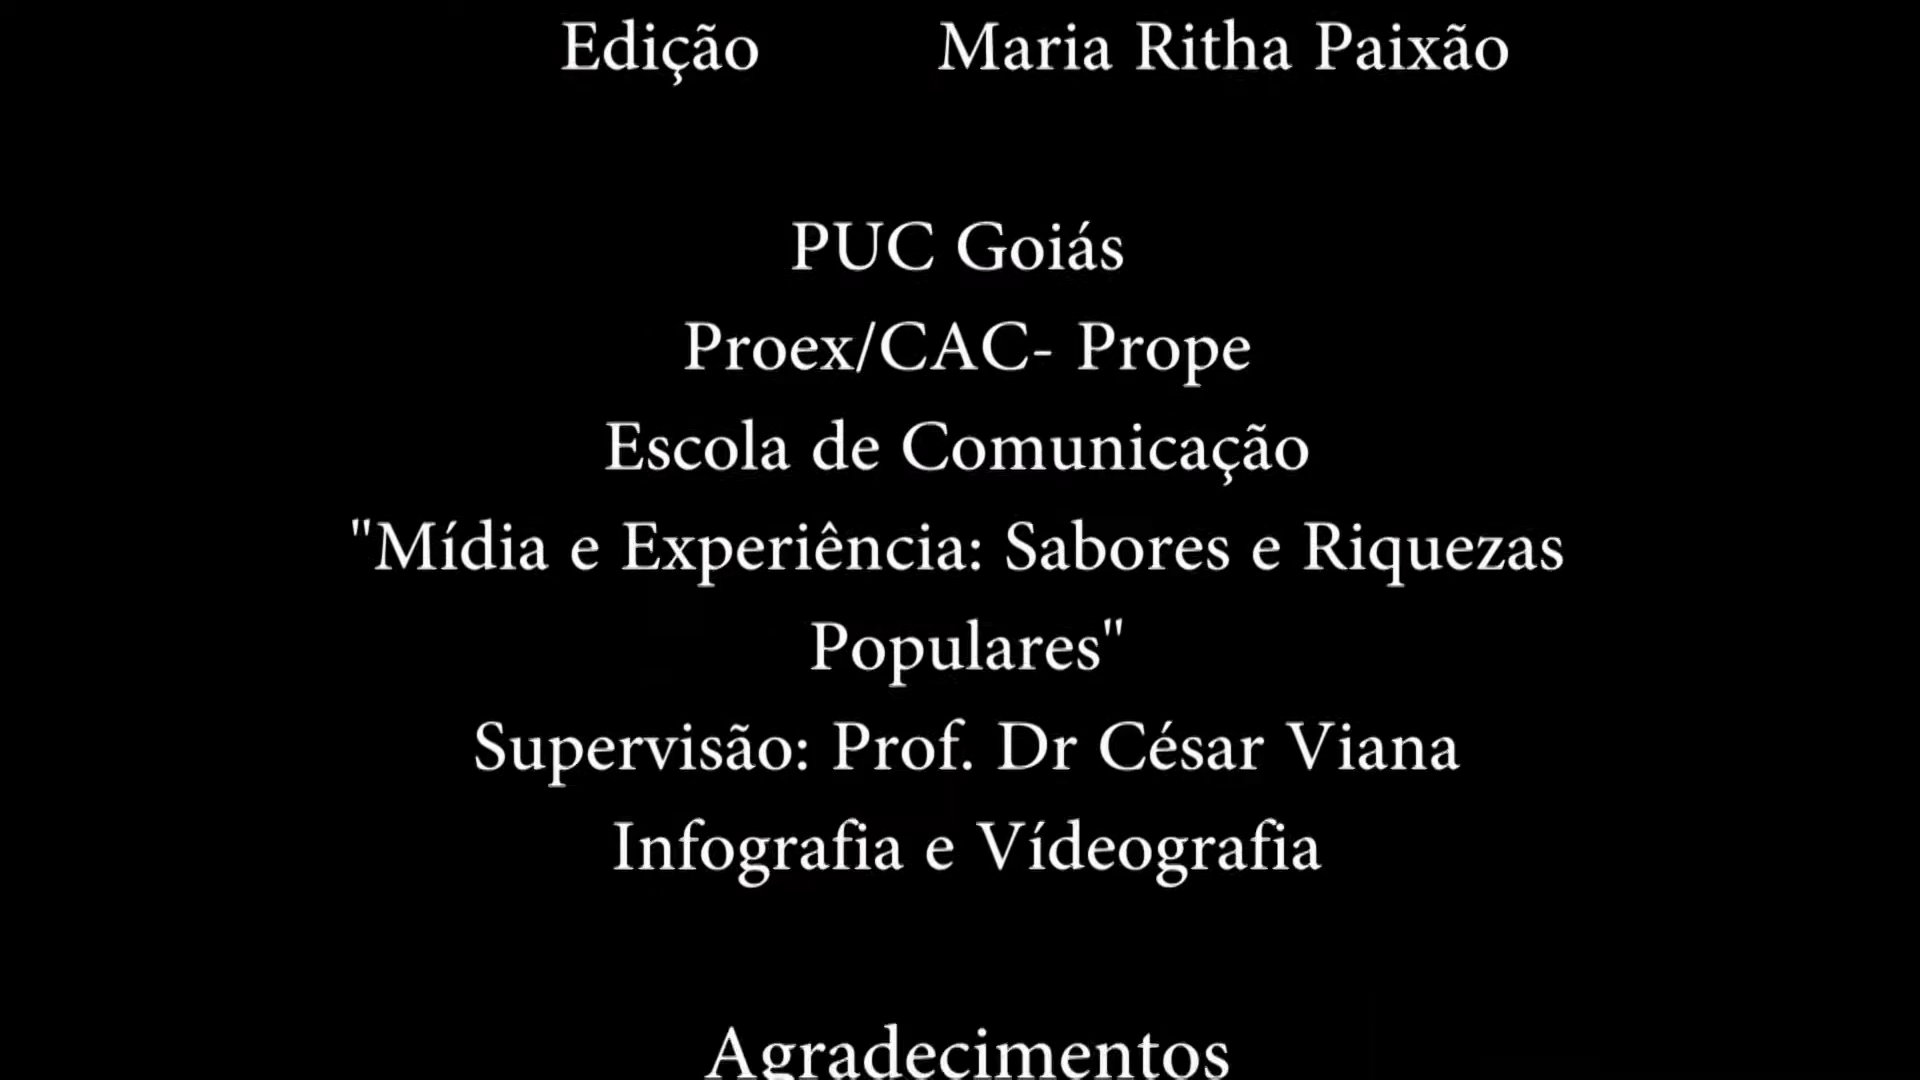 Edição Maria Ritha Paixão
PUC Goiás
Proex/CAC- Prope
Escola de Comunicação
"Mídia e Experiência: Sabores e Riquezas
Populares"
Supervisão: Prof. Dr César Viana
Infografia e Vídeografia
Agradecimentos